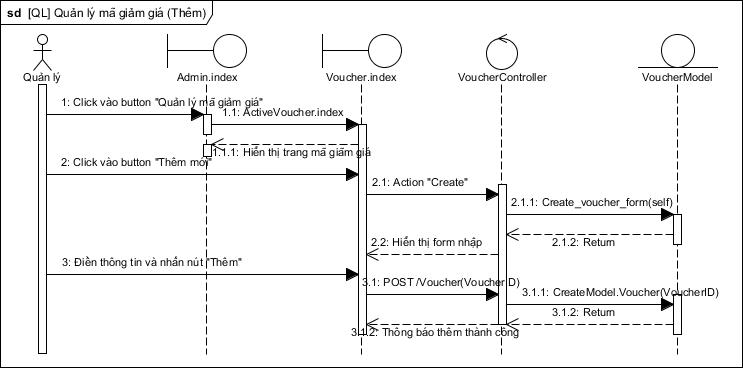 sd [QL] Quản lý mã giảm giá (Thêm)
Quản lý
Admin.index
Voucher.index
VoucherController
VoucherModel
1: Click vào button "Quản lý mã giảm giá"
1.1: ActiveVoucher.index
1.1.1: Hiển thị trang mã giảm giá
2: Click vào button "Thêm mới"
2.1: Action "Create"
2.1.1: Create_voucher_form(self)
2.1.2: Return
2.2: Hiển thị form nhập
3: Điền thông tin và nhấn nút "Thêm"
3.1: POST /Voucher(VoucherID)
3.1.1: CreateModel.Voucher(VoucherID)
3.1.2: Return
3.1.2: Thông báo thêm thành công